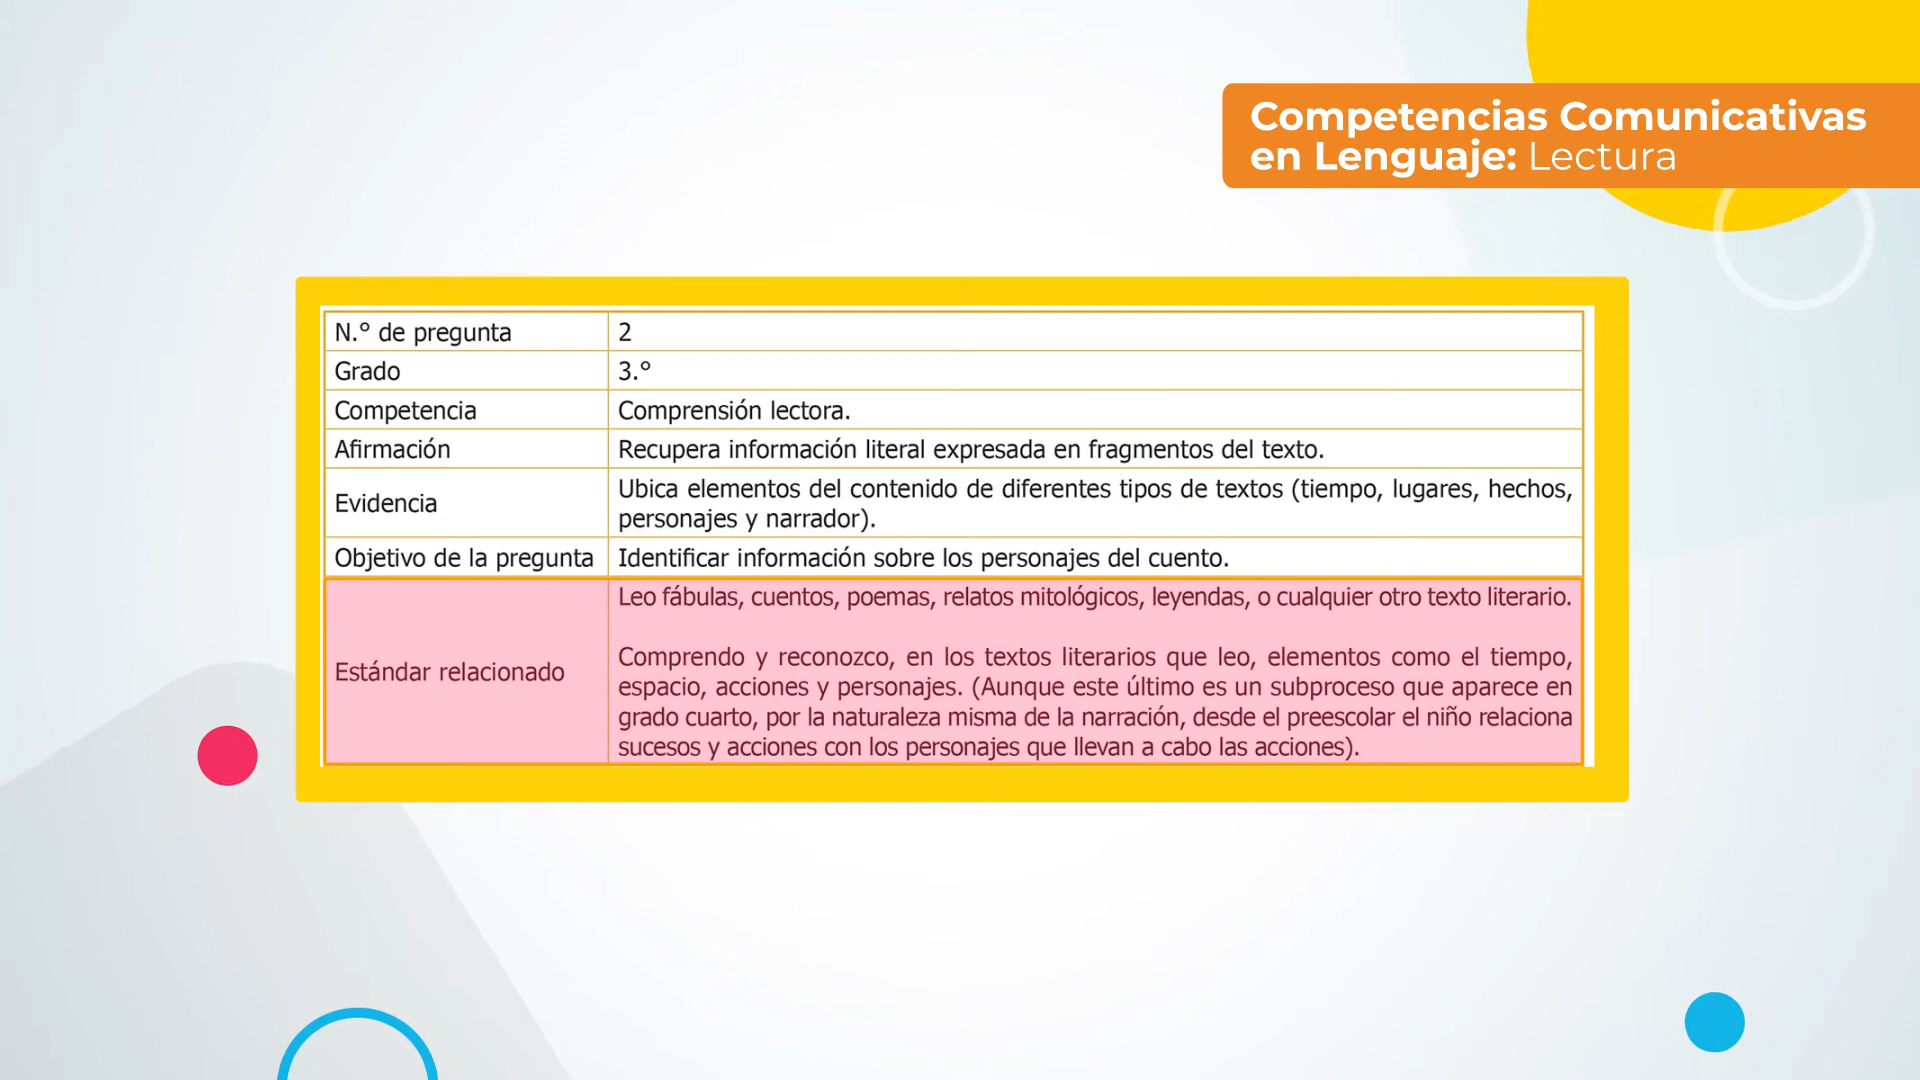 Competencias Comunicativas
en Lenguaje: Lectura
N.° de pregunta
2
Grado
3.°
Competencia
Comprensión lectora.
Afirmación
Recupera información literal expresada en fragmentos del texto.
Evidencia
Ubica elementos del contenido de diferentes tipos de textos (tiempo, lugares, hechos,
personajes y narrador).
Objetivo de la pregunta
Identificar información sobre los personajes del cuento.
Estándar relacionado
Leo fábulas, cuentos, poemas, relatos mitológicos, leyendas, o cualquier otro texto literario.
Comprendo y reconozco, en los textos literarios que leo, elementos como el tiempo,
espacio, acciones y personajes. (Aunque este último es un subproceso que aparece en
grado cuarto, por la naturaleza misma de la narración, desde el preescolar el niño relaciona
sucesos y acciones con los personajes que llevan a cabo las acciones).